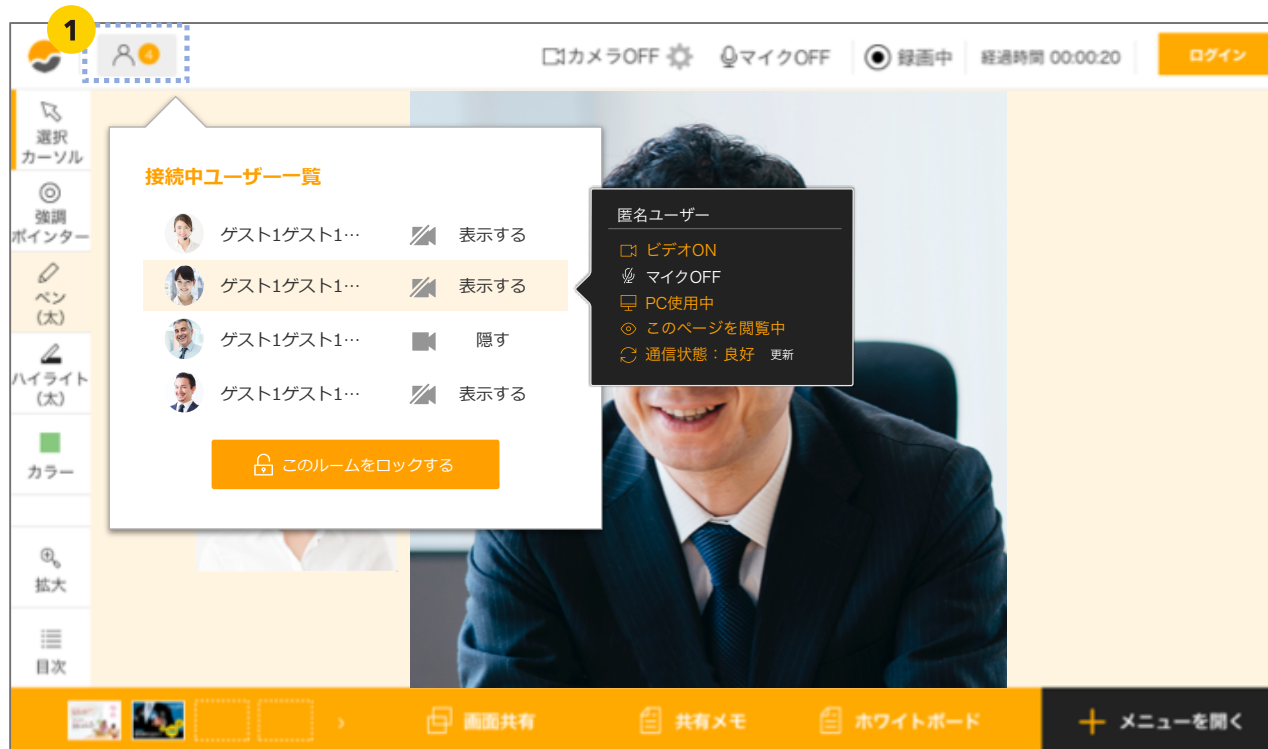 1
4
カメラOFF
マイクOFF
録画中
経過時間 00:00:20
ログイン
選択
カーソル
強調
ポインター
ペン
(太)
ハイライト
(太)
カラー
拡大
目次
接続中ユーザー一覧
ゲスト1ゲスト1… 表示する
ゲスト1ゲスト1… 表示する
ゲスト1ゲスト1… 隠す
ゲスト1ゲスト1… 表示する
このルームをロックする
匿名ユーザー
ビデオON
マイクOFF
PC使用中
このページを閲覧中
通信状態：良好 更新
画面共有
共有メモ
ホワイトボード
メニューを開く